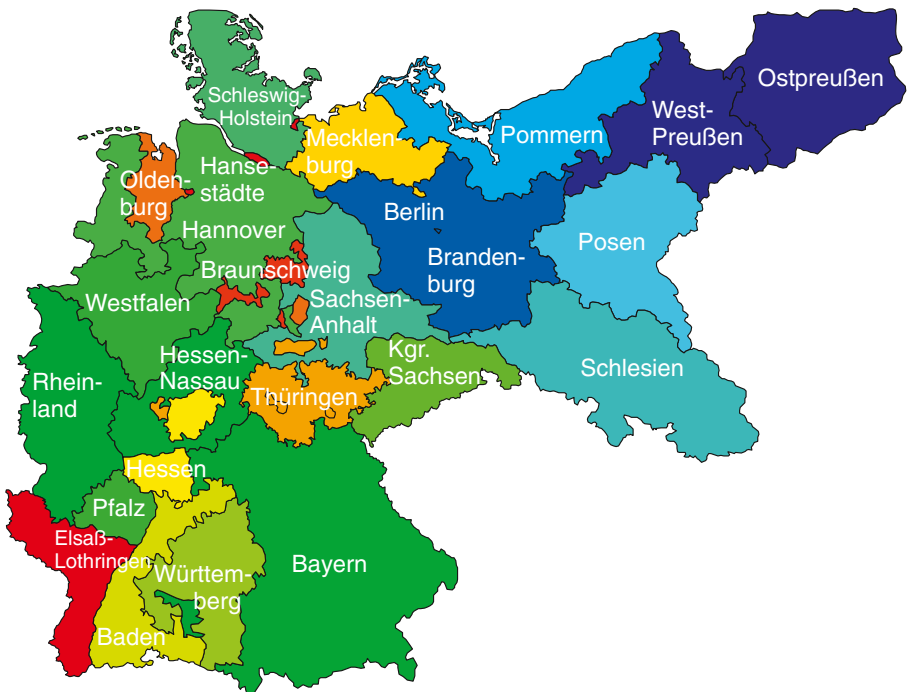 Schleswig-
Holstein
Ostpreußen
West-
Preußen
Pommern
Mecklen-
burg
Hanse-
städte
Olden-
burg
Berlin
Hannover
Posen
Branden-
burg
Braunschweig
Westfalen
Sachsen-
Anhalt
Hessen-
Nassau
Kgr.
Sachsen
Schlesien
Rhein-
land
Thüringen
Hessen
Pfalz
Elsaß-
Lothringen
Bayern
Württem-
berg
Baden